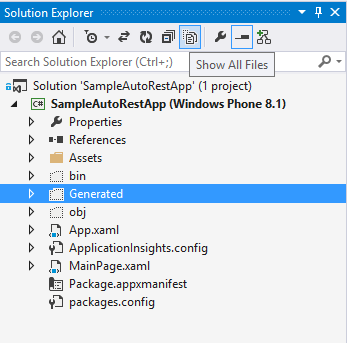 Solution Explorer
Search Solution Explorer (Ctrl+;)
Show All Files
Solution 'SampleAutoRestApp' (1 project)
C# SampleAutoRestApp (Windows Phone 8.1)
Properties
References
Assets
bin
Generated
obj
App.xaml
ApplicationInsights.config
MainPage.xaml
Package.appxmanifest
packages.config